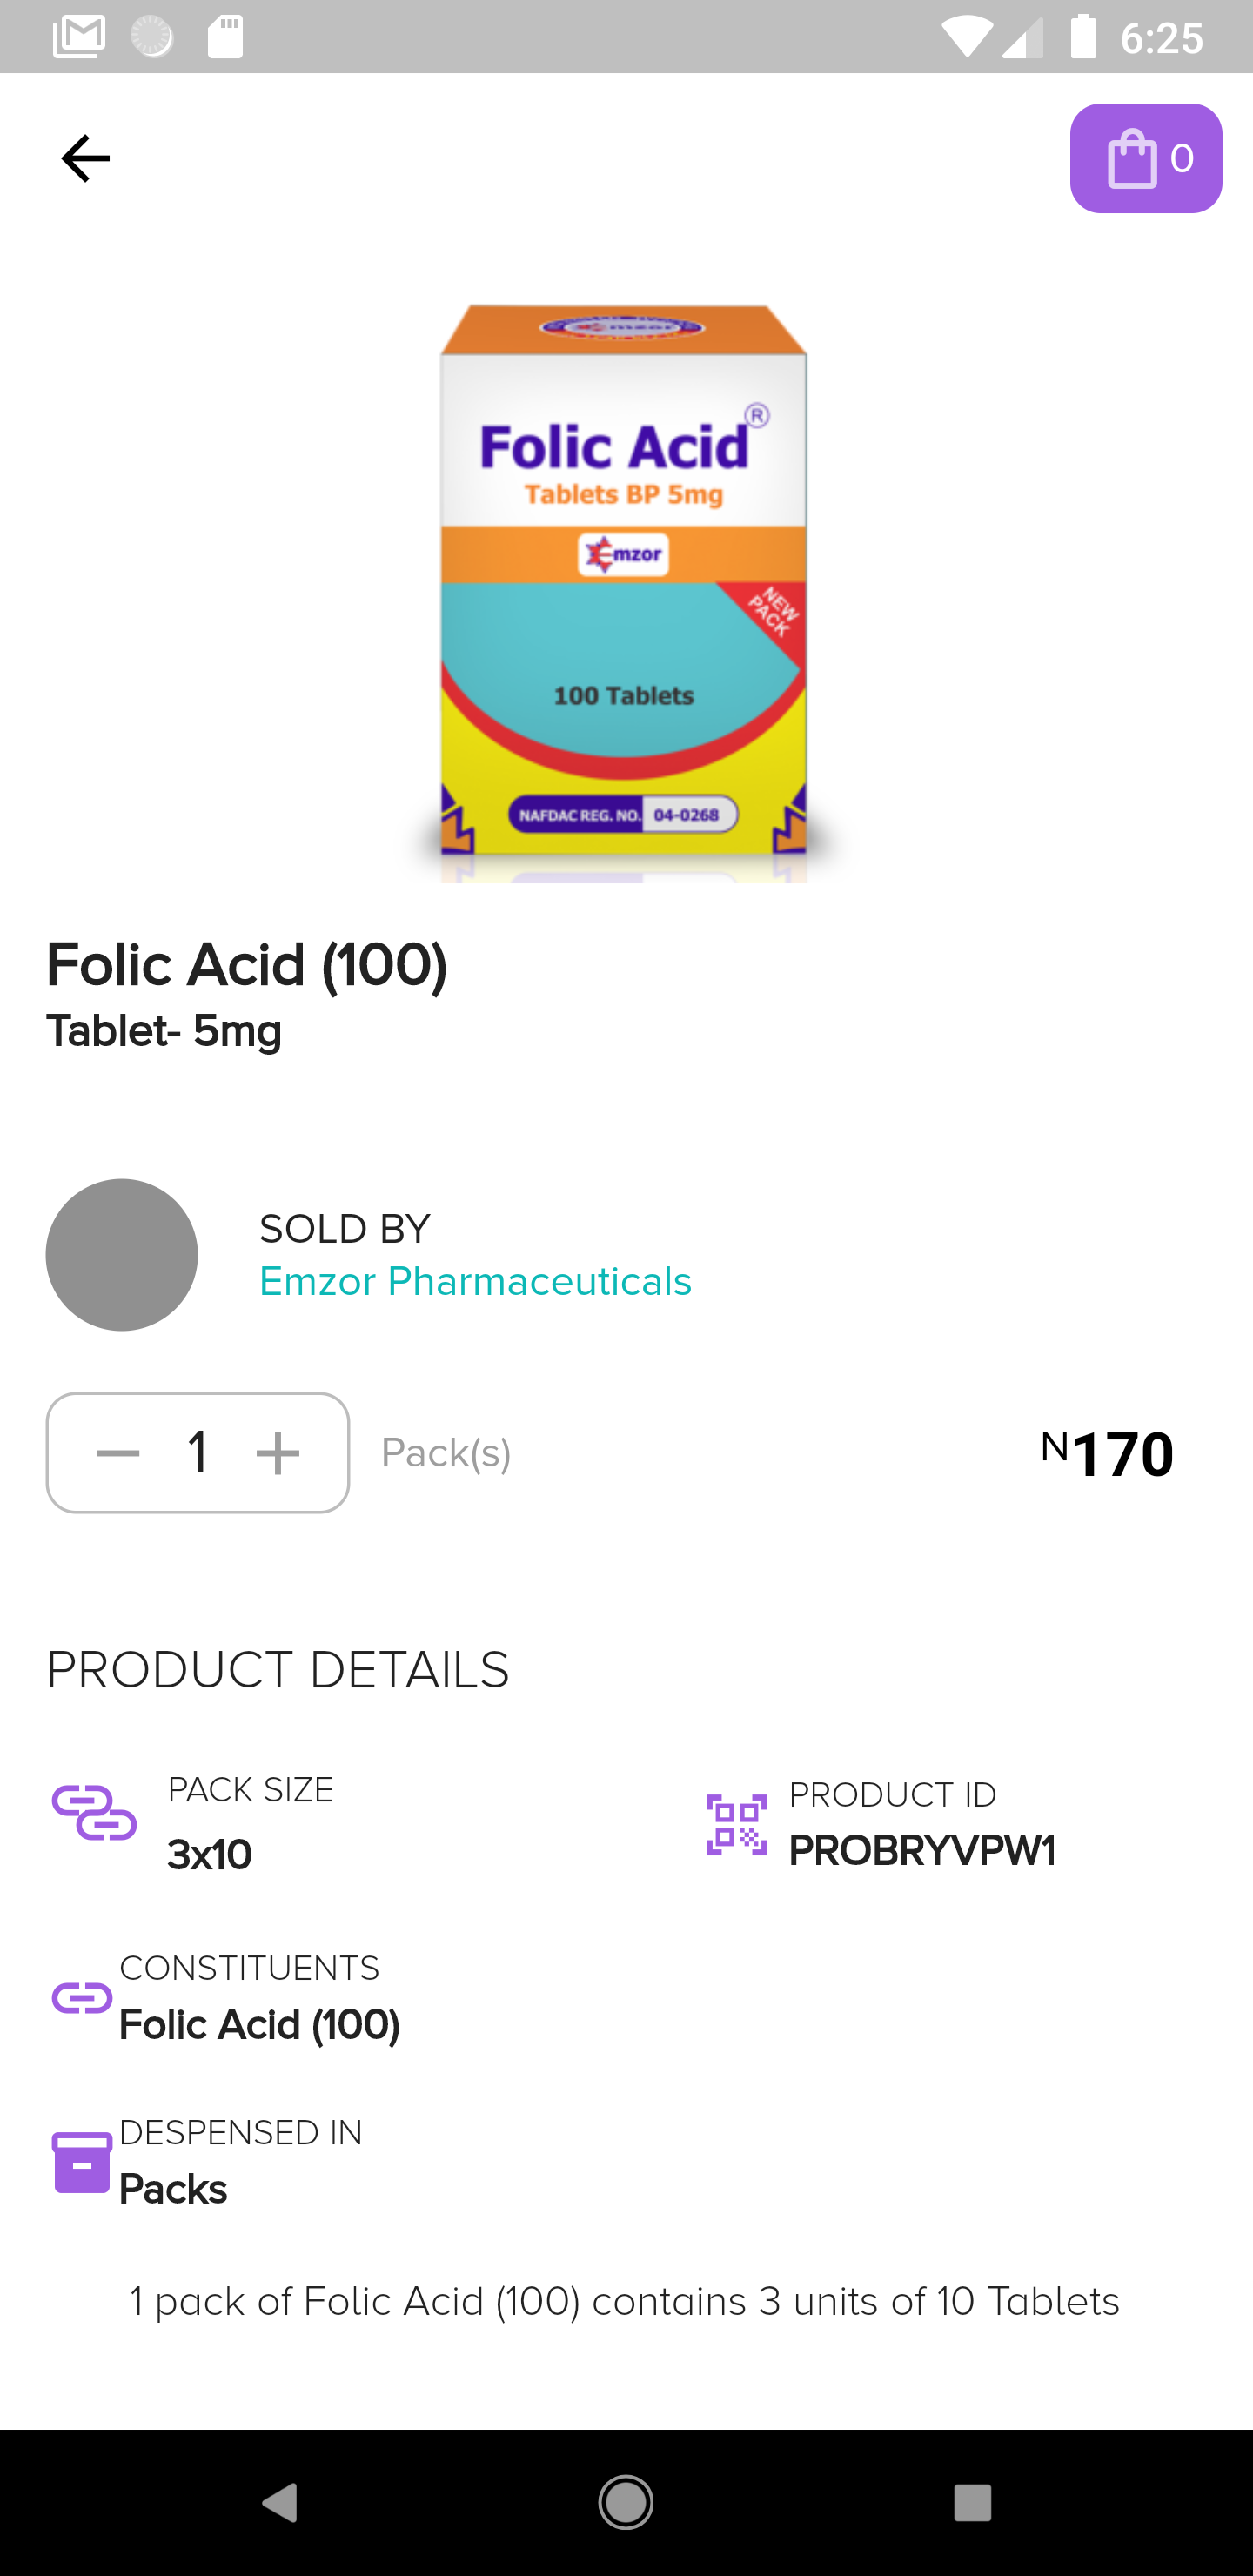 6:25
0
Folic Acid®
Tablets BP 5mg
Emzor
NEW
PACK
100 Tablets
NAFDAC REG. NO. 04-0268
Folic Acid (100)
Tablet- 5mg
SOLD BY
Emzor Pharmaceuticals
1 Pack(s) N170
PRODUCT DETAILS
PACK SIZE
3x10
PRODUCT ID
PROBRYVPW1
CONSTITUENTS
Folic Acid (100)
DESPENSED IN
Packs
1 pack of Folic Acid (100) contains 3 units of 10 Tablets